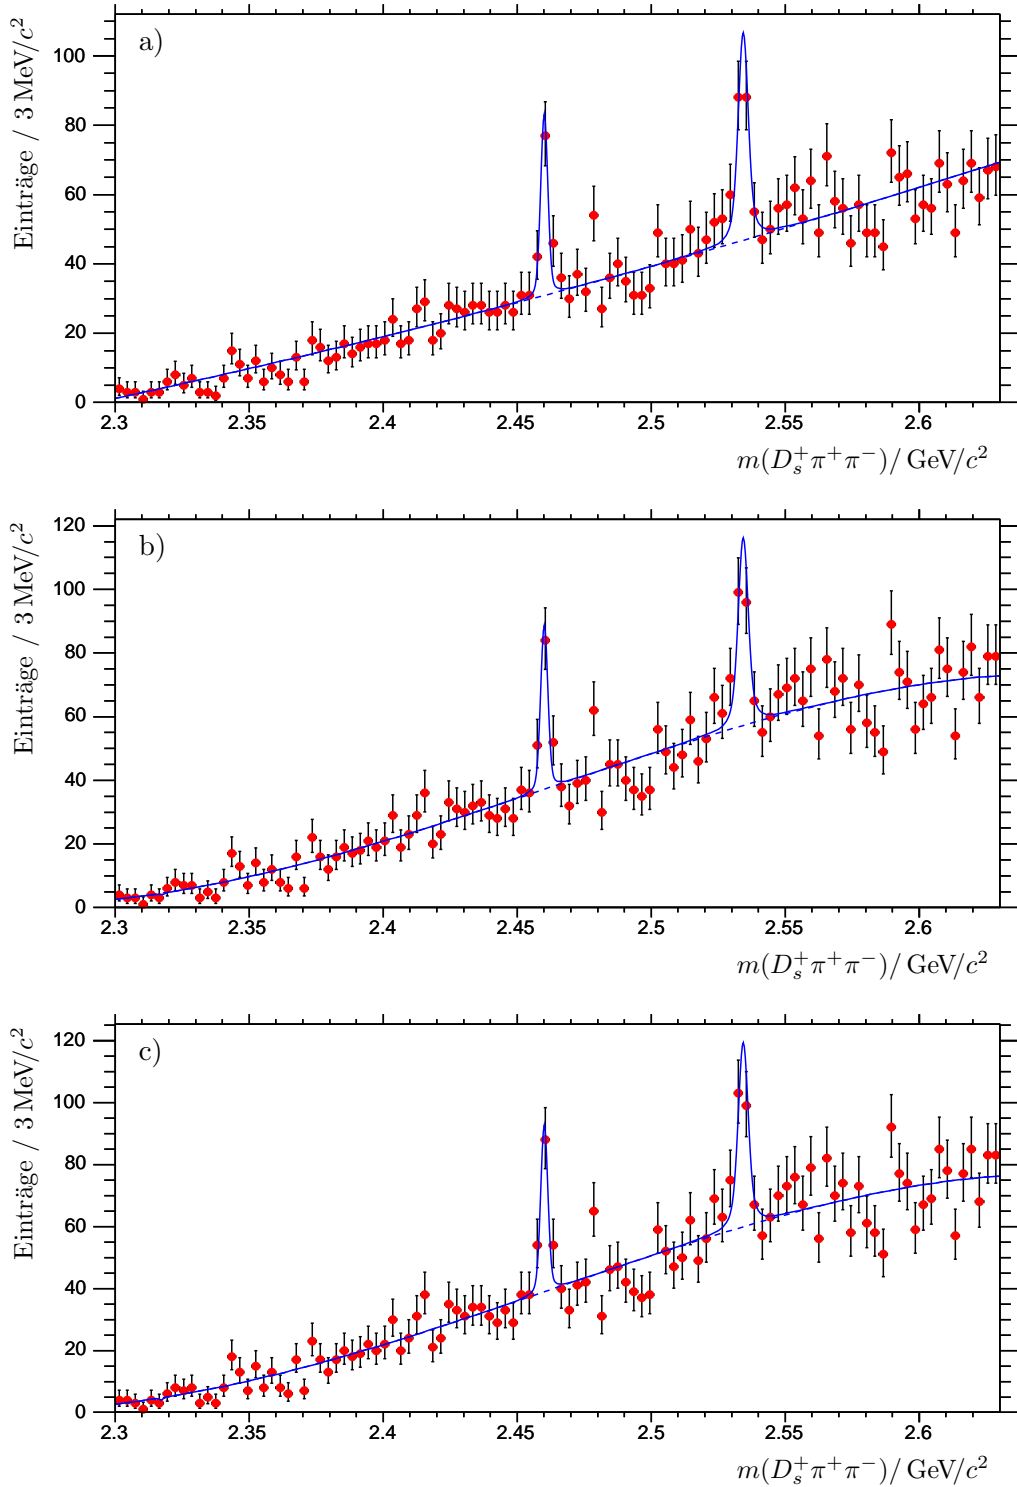 a)
Einträge / 3 MeV/c²
100
80
60
40
20
0
2.3 2.35 2.4 2.45 2.5 2.55 2.6
m(D_s^+π^+π^−)/ GeV/c²
b)
Einträge / 3 MeV/c²
120
100
80
60
40
20
0
2.3 2.35 2.4 2.45 2.5 2.55 2.6
m(D_s^+π^+π^−)/ GeV/c²
c)
Einträge / 3 MeV/c²
120
100
80
60
40
20
0
2.3 2.35 2.4 2.45 2.5 2.55 2.6
m(D_s^+π^+π^−)/ GeV/c²